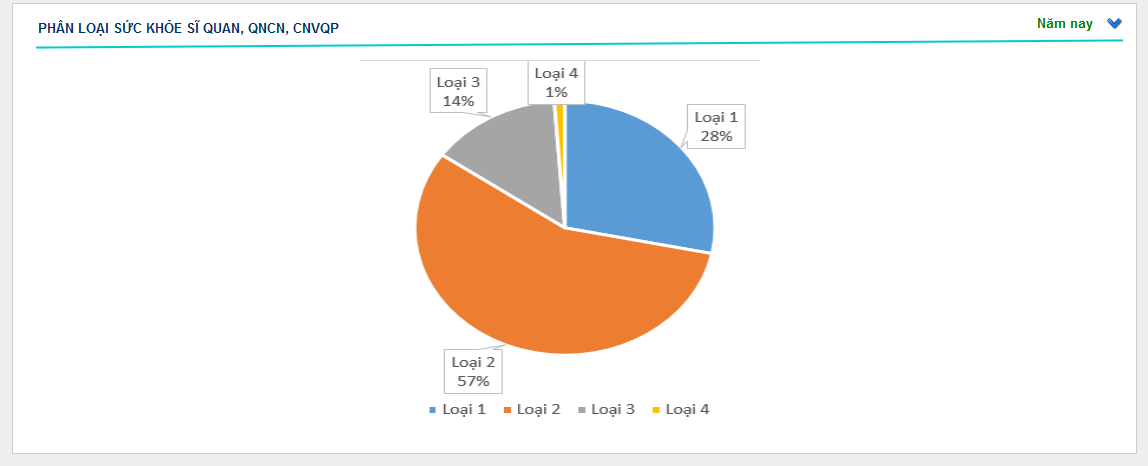 PHÂN LOẠI SỨC KHỎE SĨ QUAN, QNCN, CNVQP
Năm nay
Loại 4
1%
Loại 3
14%
Loại 1
28%
Loại 2
57%
Loại 1 Loại 2 Loại 3 Loại 4